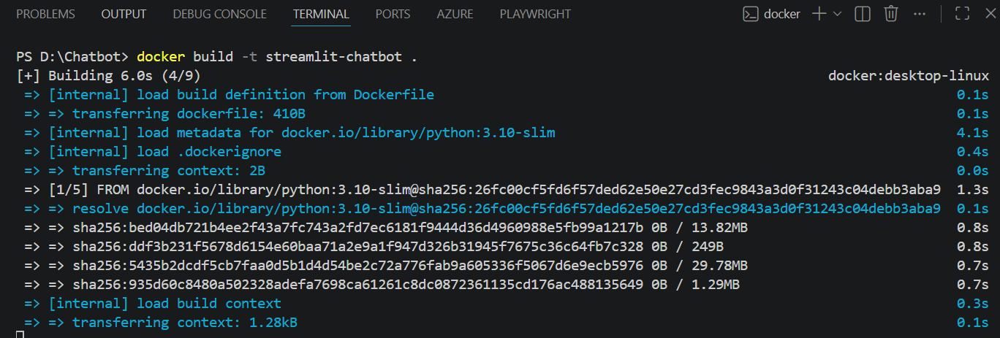 PROBLEMS OUTPUT DEBUG CONSOLE TERMINAL PORTS AZURE PLAYWRIGHT docker
PS D:\Chatbot> docker build -t streamlit-chatbot .
[+] Building 6.0s (4/9) docker:desktop-linux
=> [internal] load build definition from Dockerfile 0.1s
=> => transferring dockerfile: 410B 0.1s
=> [internal] load metadata for docker.io/library/python:3.10-slim 4.1s
=> [internal] load .dockerignore 0.4s
=> => transferring context: 2B 0.0s
=> [1/5] FROM docker.io/library/python:3.10-slim@sha256:26fc00cf5fd6f57ded62e50e27cd3fec9843a3d0f31243c04debb3aba9 1.3s
=> => resolve docker.io/library/python:3.10-slim@sha256:26fc00cf5fd6f57ded62e50e27cd3fec9843a3d0f31243c04debb3aba9 0.1s
=> => sha256:bed04db721b4ee2f43a7fc743a2fd7ec6181f9444d36d4960988e5fb99a1217b 0B / 13.82MB 0.8s
=> => sha256:ddf3b231f5678d6154e60baa71a2e9a1f947d326b31945f7675c36c64fb7c328 0B / 249B 0.8s
=> => sha256:5435b2dcdf5cb7faa0d5b1d4d54be2c72a776fab9a605336f5067d6e9ecb5976 0B / 29.78MB 0.7s
=> => sha256:935d60c8480a502328adefa7698ca61261c8dc0872361135cd176ac488135649 0B / 1.29MB 0.7s
=> [internal] load build context 0.3s
=> => transferring context: 1.28kB 0.1s